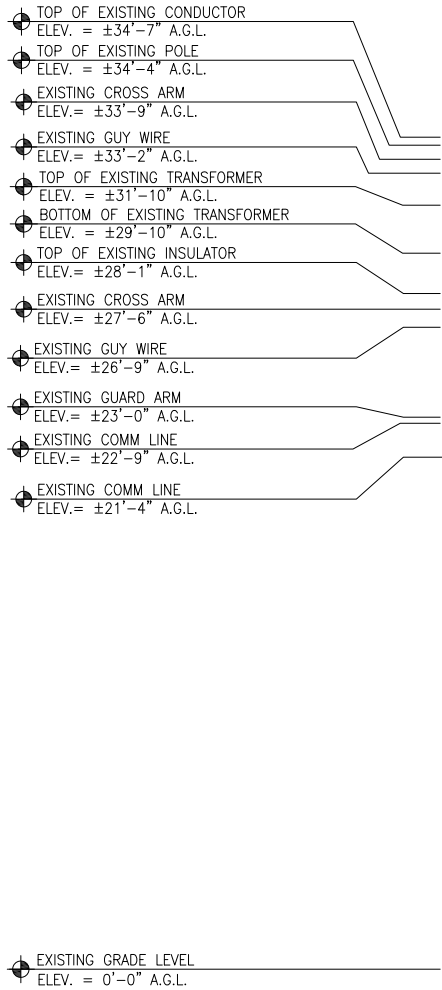 TOP OF EXISTING CONDUCTOR
ELEV. = ±34'-7" A.G.L.
TOP OF EXISTING POLE
ELEV. = ±34'-4" A.G.L.
EXISTING CROSS ARM
ELEV.= ±33'-9" A.G.L.
EXISTING GUY WIRE
ELEV.= ±33'-2" A.G.L.
TOP OF EXISTING TRANSFORMER
ELEV. = ±31'-10" A.G.L.
BOTTOM OF EXISTING TRANSFORMER
ELEV. = ±29'-10" A.G.L.
TOP OF EXISTING INSULATOR
ELEV.= ±28'-1" A.G.L.
EXISTING CROSS ARM
ELEV.= ±27'-6" A.G.L.
EXISTING GUY WIRE
ELEV.= ±26'-9" A.G.L.
EXISTING GUARD ARM
ELEV.= ±23'-0" A.G.L.
EXISTING COMM LINE
ELEV.= ±22'-9" A.G.L.
EXISTING COMM LINE
ELEV.= ±21'-4" A.G.L.
EXISTING GRADE LEVEL
ELEV. = 0'-0" A.G.L.